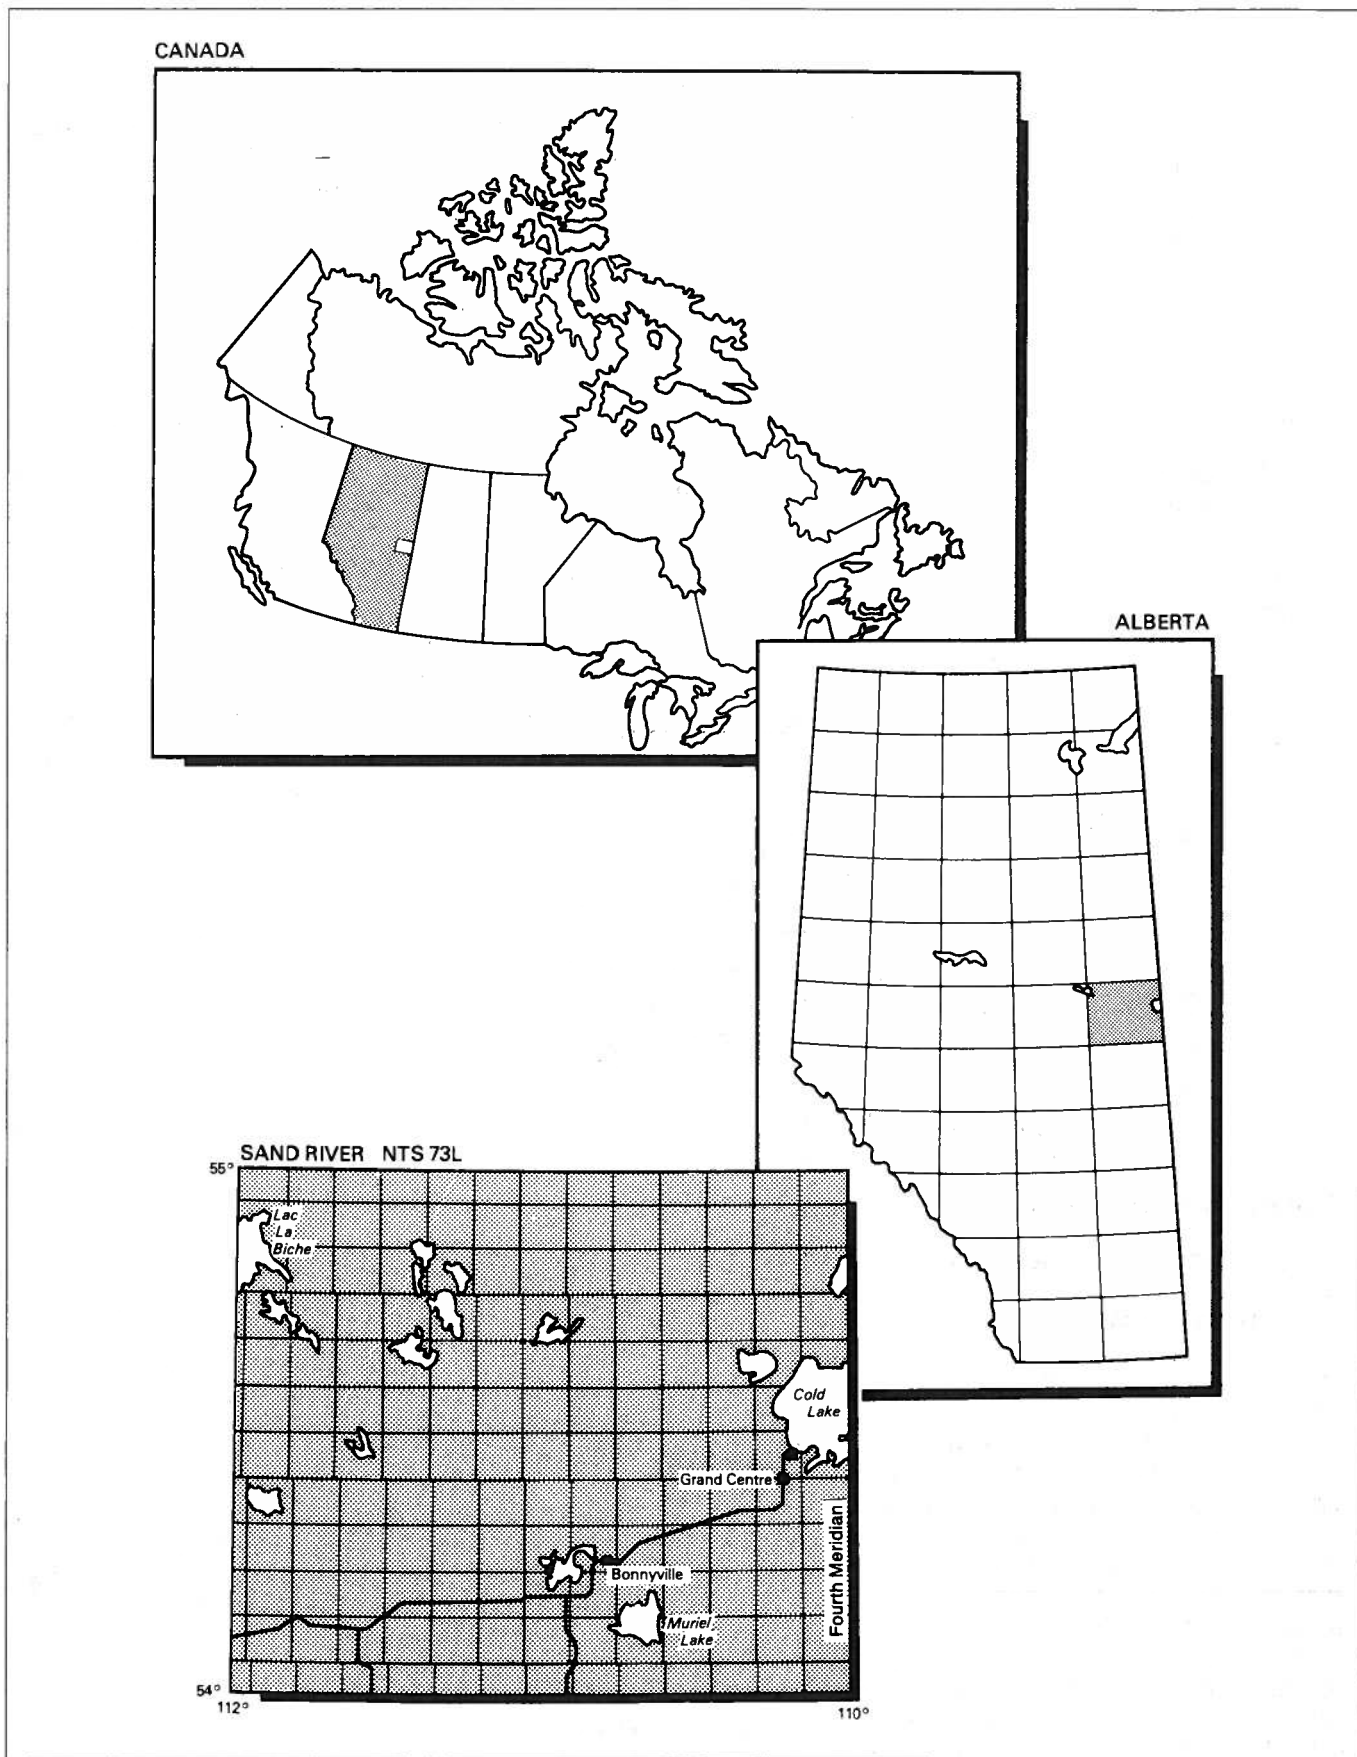 CANADA
ALBERTA
SAND RIVER NTS 73L
55°
Lac
La
Biche
Cold
Lake
Grand Centre
Fourth Meridian
Bonnyville
Muriel
Lake
54°
112°
110°